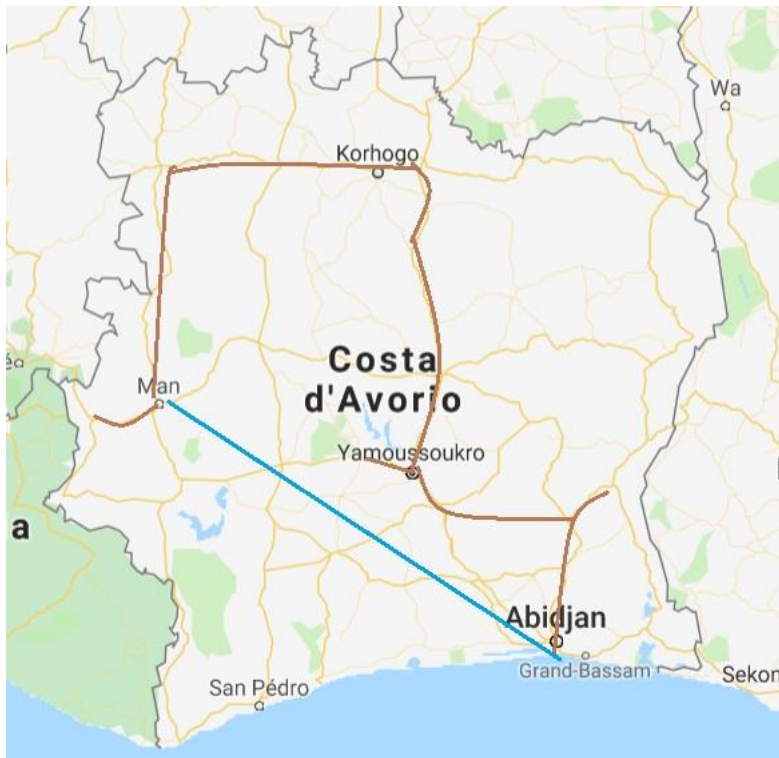 Wa
Korhogo
Costa
d'Avorio
Man
Yamoussoukro
a
Abidjan
Grand-Bassam
San Pédro
Sekon